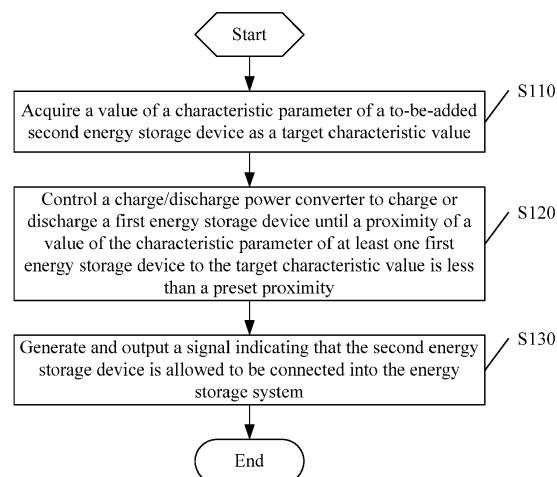 Start
S110
Acquire a value of a characteristic parameter of a to-be-added
second energy storage device as a target characteristic value
S120
Control a charge/discharge power converter to charge or
discharge a first energy storage device until a proximity of a
value of the characteristic parameter of at least one first
energy storage device to the target characteristic value is less
than a preset proximity
S130
Generate and output a signal indicating that the second energy
storage device is allowed to be connected into the energy
storage system
End